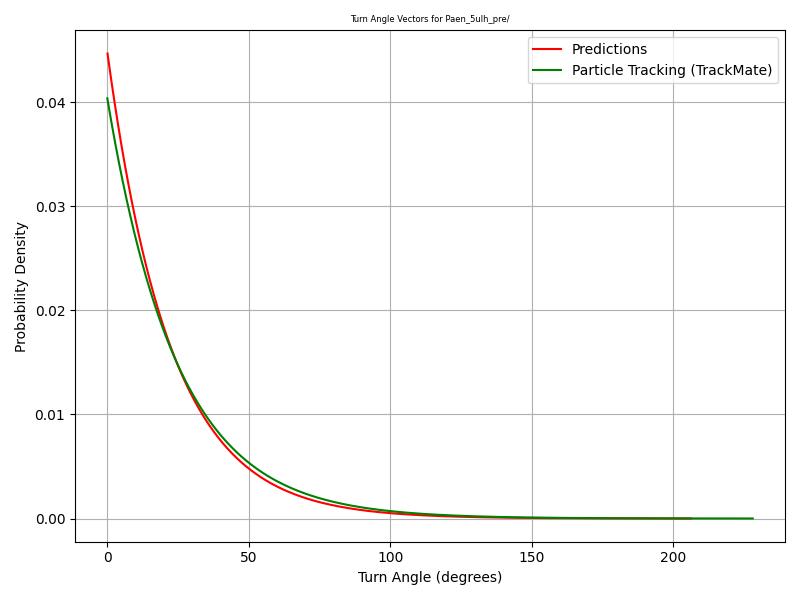 Turn Angle Vectors for Paen_5ulh_pre/
Predictions
Particle Tracking (TrackMate)
Probability Density
0.04
0.03
0.02
0.01
0.00
0 50 100 150 200
Turn Angle (degrees)